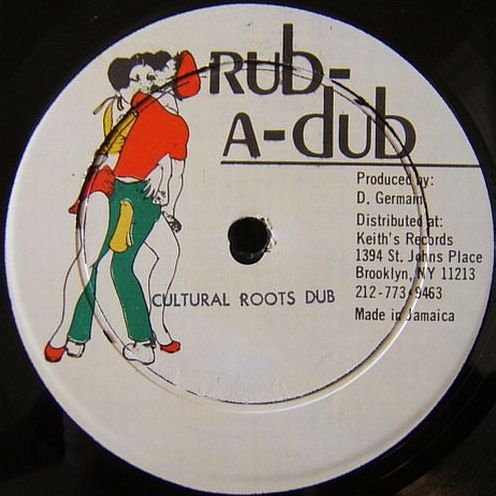 RUb-
A-dub
Produced by:
D. Germain
Distributed at:
Keith's Records
1394 St. Johns Place
Brooklyn, NY 11213
212-773-9463
Made in Jamaica
CULTURAL ROOTS DUB